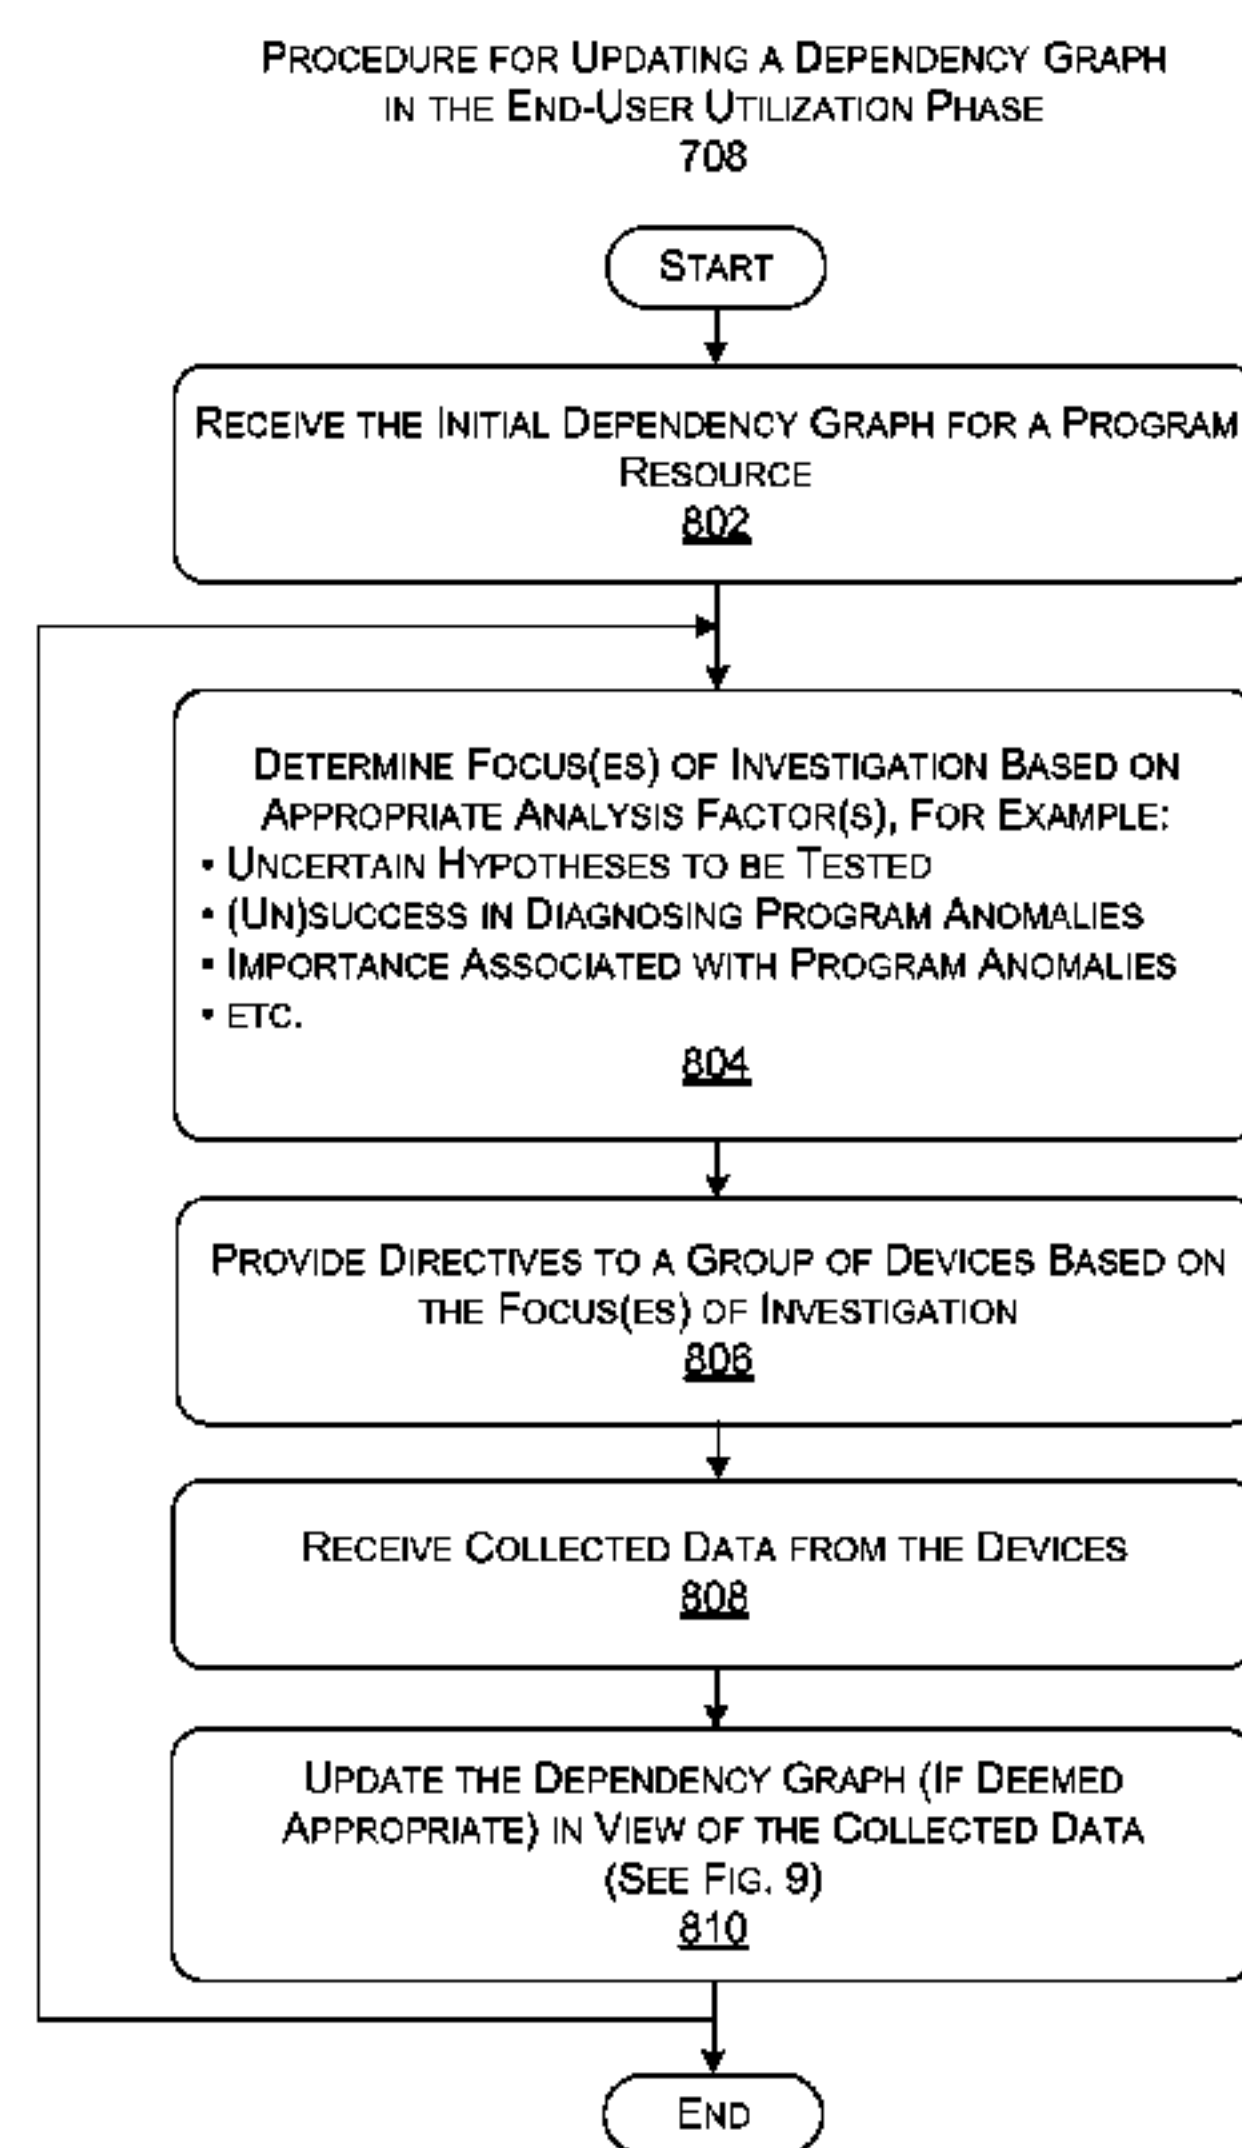 PROCEDURE FOR UPDATING A DEPENDENCY GRAPH
IN THE END-USER UTILIZATION PHASE
708
START
RECEIVE THE INITIAL DEPENDENCY GRAPH FOR A PROGRAM
RESOURCE
802
DETERMINE FOCUS(ES) OF INVESTIGATION BASED ON
APPROPRIATE ANALYSIS FACTOR(S), FOR EXAMPLE:
• UNCERTAIN HYPOTHESES TO BE TESTED
• (UN)SUCCESS IN DIAGNOSING PROGRAM ANOMALIES
• IMPORTANCE ASSOCIATED WITH PROGRAM ANOMALIES
• ETC.
804
PROVIDE DIRECTIVES TO A GROUP OF DEVICES BASED ON
THE FOCUS(ES) OF INVESTIGATION
806
RECEIVE COLLECTED DATA FROM THE DEVICES
808
UPDATE THE DEPENDENCY GRAPH (IF DEEMED
APPROPRIATE) IN VIEW OF THE COLLECTED DATA
(SEE FIG. 9)
810
END